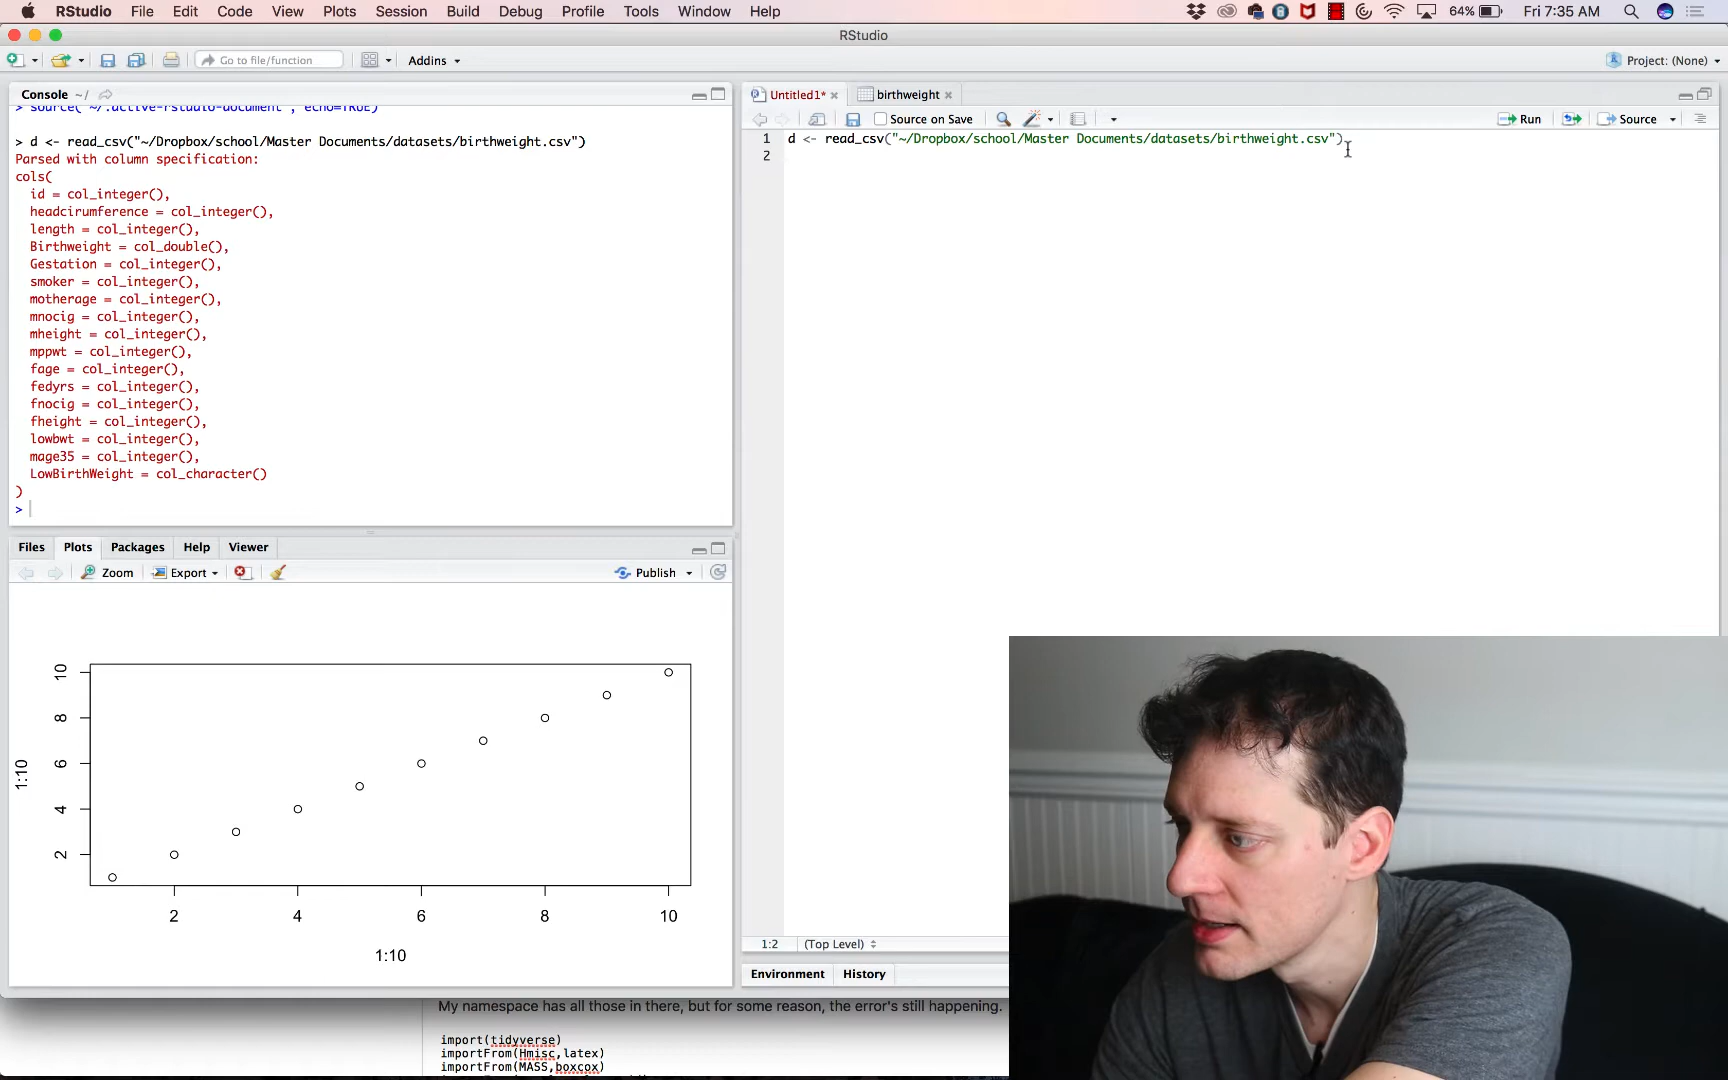 RStudio File Edit Code View Plots Session Build Debug Profile Tools Window Help 64% Fri 7:35 AM
RStudio
Go to file/function Addins Project: (None)
Console ~/
> source('~/.active-rstudio-document', echo=TRUE)
> d <- read_csv("~/Dropbox/school/Master Documents/datasets/birthweight.csv")
Parsed with column specification:
cols(
id = col_integer(),
headcirumference = col_integer(),
length = col_integer(),
Birthweight = col_double(),
Gestation = col_integer(),
smoker = col_integer(),
motherage = col_integer(),
mnocig = col_integer(),
mheight = col_integer(),
mppwt = col_integer(),
fage = col_integer(),
fedyrs = col_integer(),
fnocig = col_integer(),
fheight = col_integer(),
lowbwt = col_integer(),
mage35 = col_integer(),
LowBirthWeight = col_character()
)
>
Untitled1* birthweight
Source on Save Run Source
1 d <- read_csv("~/Dropbox/school/Master Documents/datasets/birthweight.csv")
2
1:2 (Top Level)
Environment History
Files Plots Packages Help Viewer
Zoom Export Publish
10
8
6
4
2
1:10
2 4 6 8 10
1:10
My namespace has all those in there, but for some reason, the error's still happening.
import(tidyverse)
importFrom(Hmisc,latex)
importFrom(MASS,boxcox)